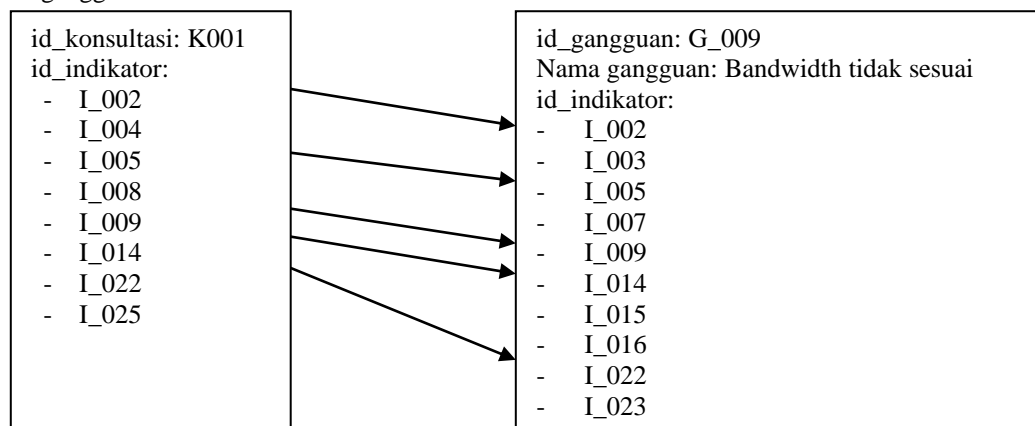 id_konsultasi: K001
id_indikator:
- I_002
- I_004
- I_005
- I_008
- I_009
- I_014
- I_022
- I_025
id_gangguan: G_009
Nama gangguan: Bandwidth tidak sesuai
id_indikator:
- I_002
- I_003
- I_005
- I_007
- I_009
- I_014
- I_015
- I_016
- I_022
- I_023